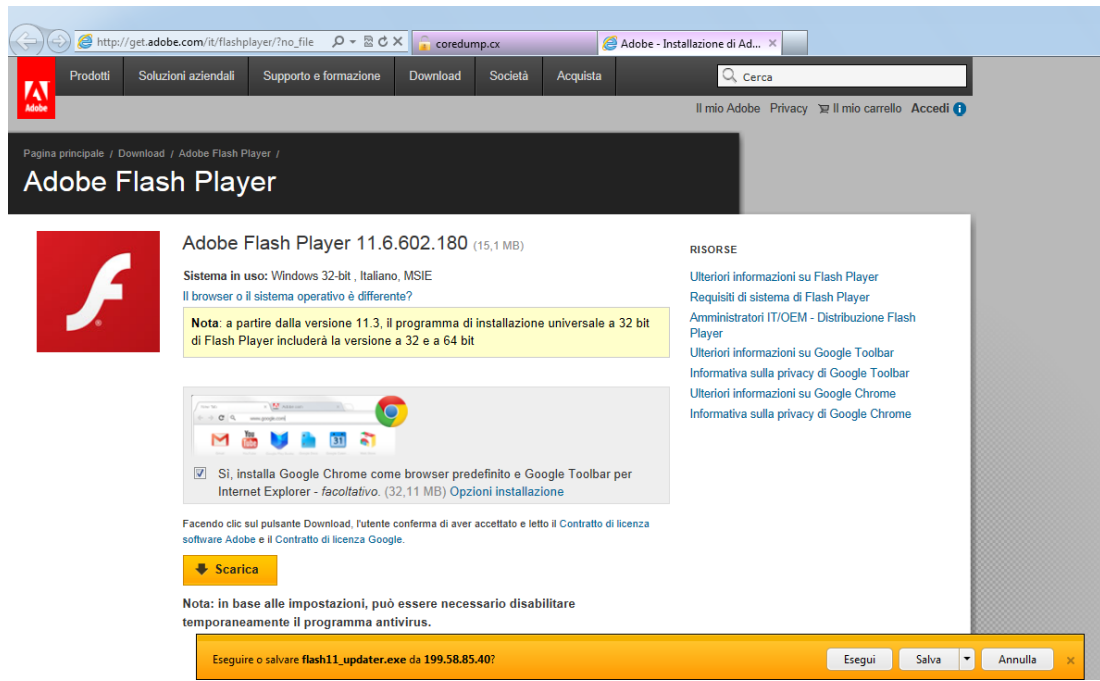 http://get.adobe.com/it/flashplayer/?no_file
coredump.cx
Adobe - Installazione di Ad...
Adobe
Prodotti
Soluzioni aziendali
Supporto e formazione
Download
Società
Acquista
Cerca
Il mio Adobe Privacy Il mio carrello Accedi
Pagina principale / Download / Adobe Flash Player /
Adobe Flash Player
Adobe Flash Player 11.6.602.180 (15,1 MB)
Sistema in uso: Windows 32-bit , Italiano, MSIE
Il browser o il sistema operativo è differente?
Nota: a partire dalla versione 11.3, il programma di installazione universale a 32 bit
di Flash Player includerà la versione a 32 e a 64 bit
Sì, installa Google Chrome come browser predefinito e Google Toolbar per
Internet Explorer - facoltativo. (32,11 MB) Opzioni installazione
Facendo clic sul pulsante Download, l'utente conferma di aver accettato e letto il Contratto di licenza
software Adobe e il Contratto di licenza Google.
Scarica
Nota: in base alle impostazioni, può essere necessario disabilitare
temporaneamente il programma antivirus.
RISORSE
Ulteriori informazioni su Flash Player
Requisiti di sistema di Flash Player
Amministratori IT/OEM - Distribuzione Flash
Player
Ulteriori informazioni su Google Toolbar
Informativa sulla privacy di Google Toolbar
Ulteriori informazioni su Google Chrome
Informativa sulla privacy di Google Chrome
Eseguire o salvare flash11_updater.exe da 199.58.85.40?
Esegui
Salva
Annulla